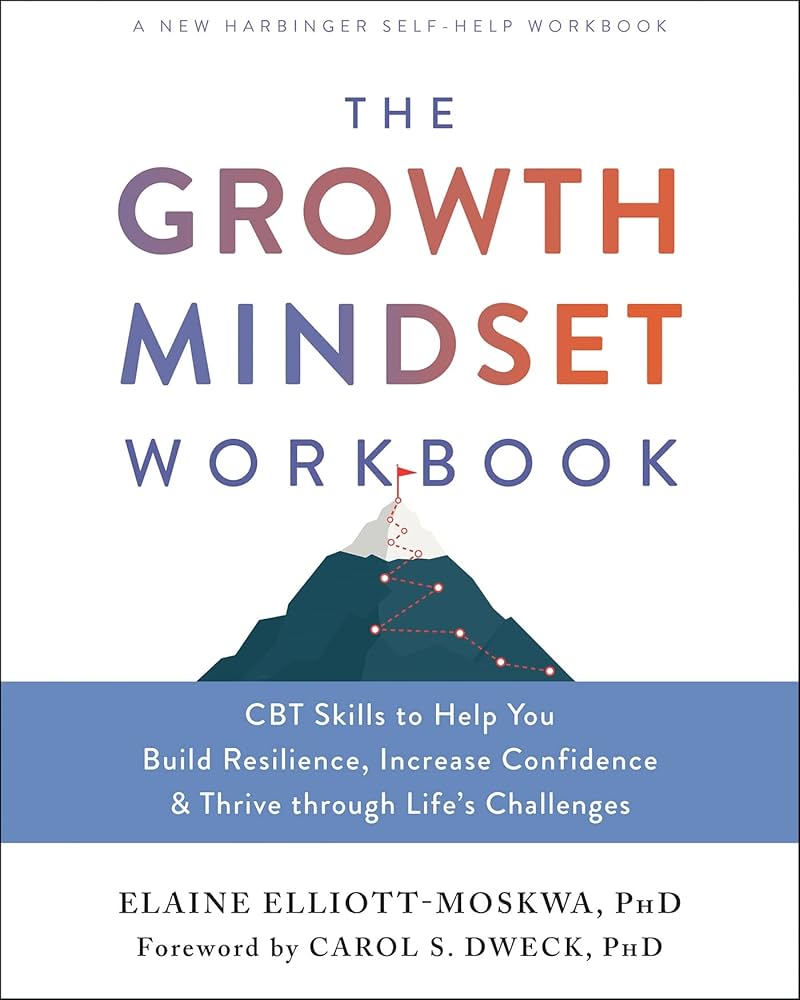 A NEW HARBINGER SELF-HELP WORKBOOK
THE
GROWTH
MINDSET
WORKBOOK
CBT Skills to Help You
Build Resilience, Increase Confidence
& Thrive through Life's Challenges
ELAINE ELLIOTT-MOSKWA, PHD
Foreword by CAROL S. DWECK, PHD